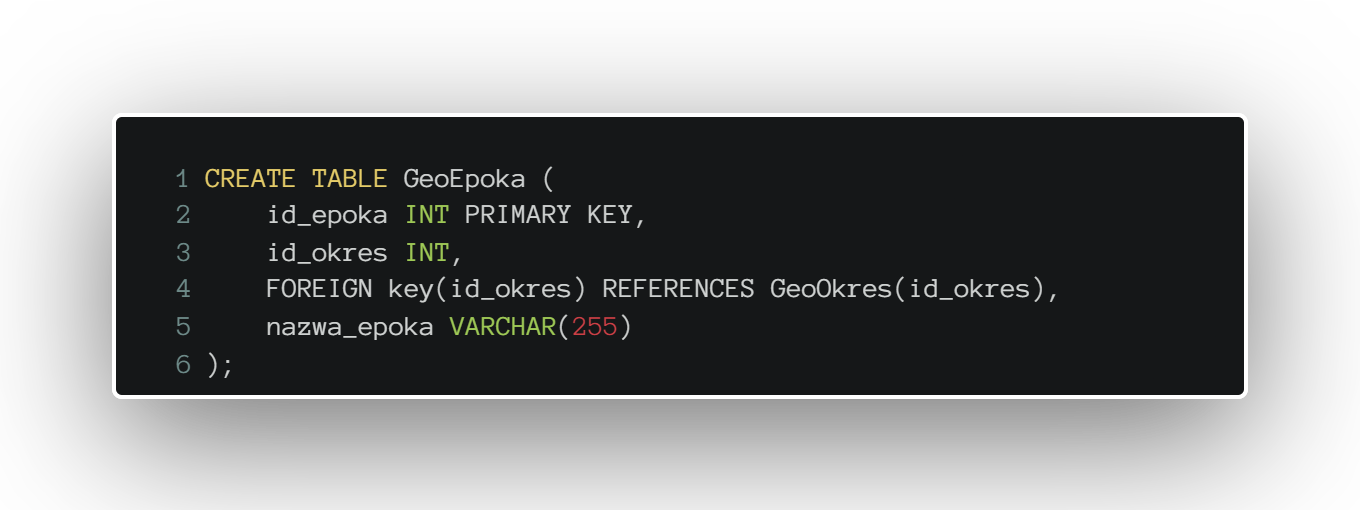 1 CREATE TABLE GeoEpoka (
2     id_epoka INT PRIMARY KEY,
3     id_okres INT,
4     FOREIGN key(id_okres) REFERENCES GeoOkres(id_okres),
5     nazwa_epoka VARCHAR(255)
6 );